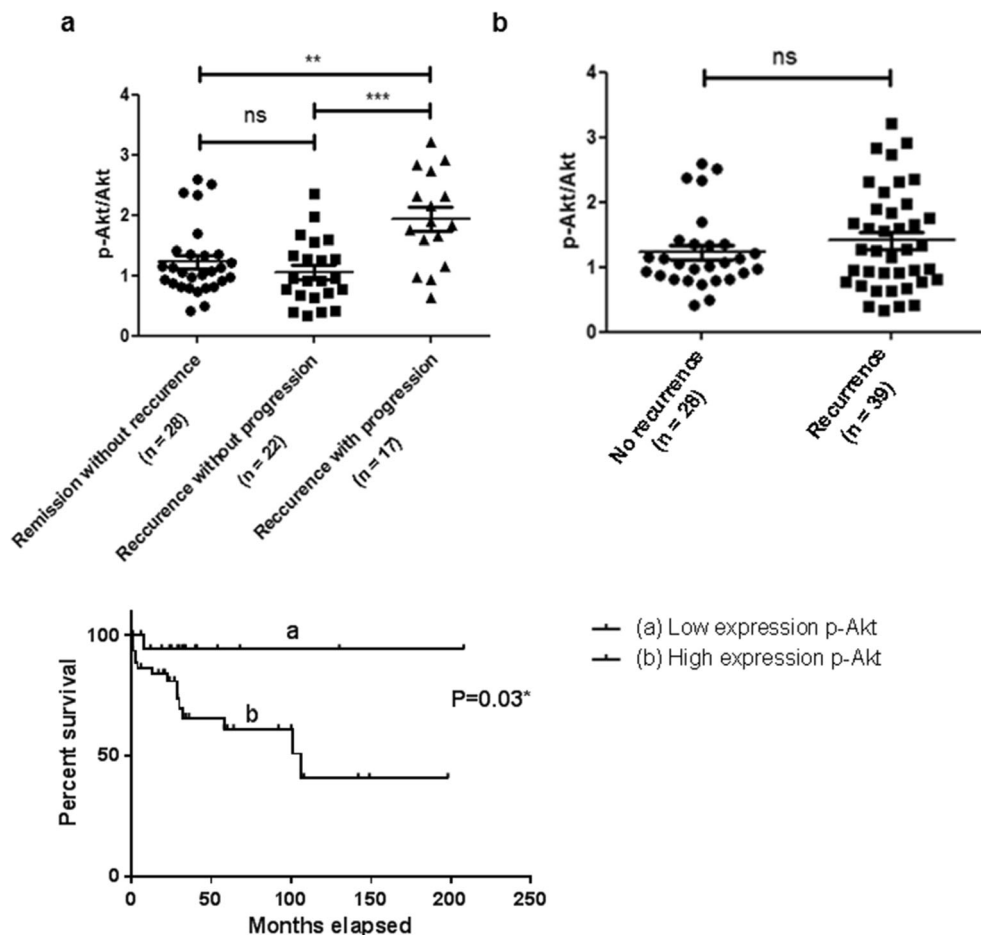 a
**
***
ns
4
3
2
1
0
p-Akt/Akt
Remission without reccurence
(n = 28)
Reccurence without progression
(n = 22)
Reccurence with progression
(n = 17)
b
ns
4
3
2
1
0
p-Akt/Akt
No recurrence
(n = 28)
Recurrence
(n = 39)
100
50
0
Percent survival
a
b
P=0.03*
0 50 100 150 200 250
Months elapsed
(a) Low expression p-Akt
(b) High expression p-Akt